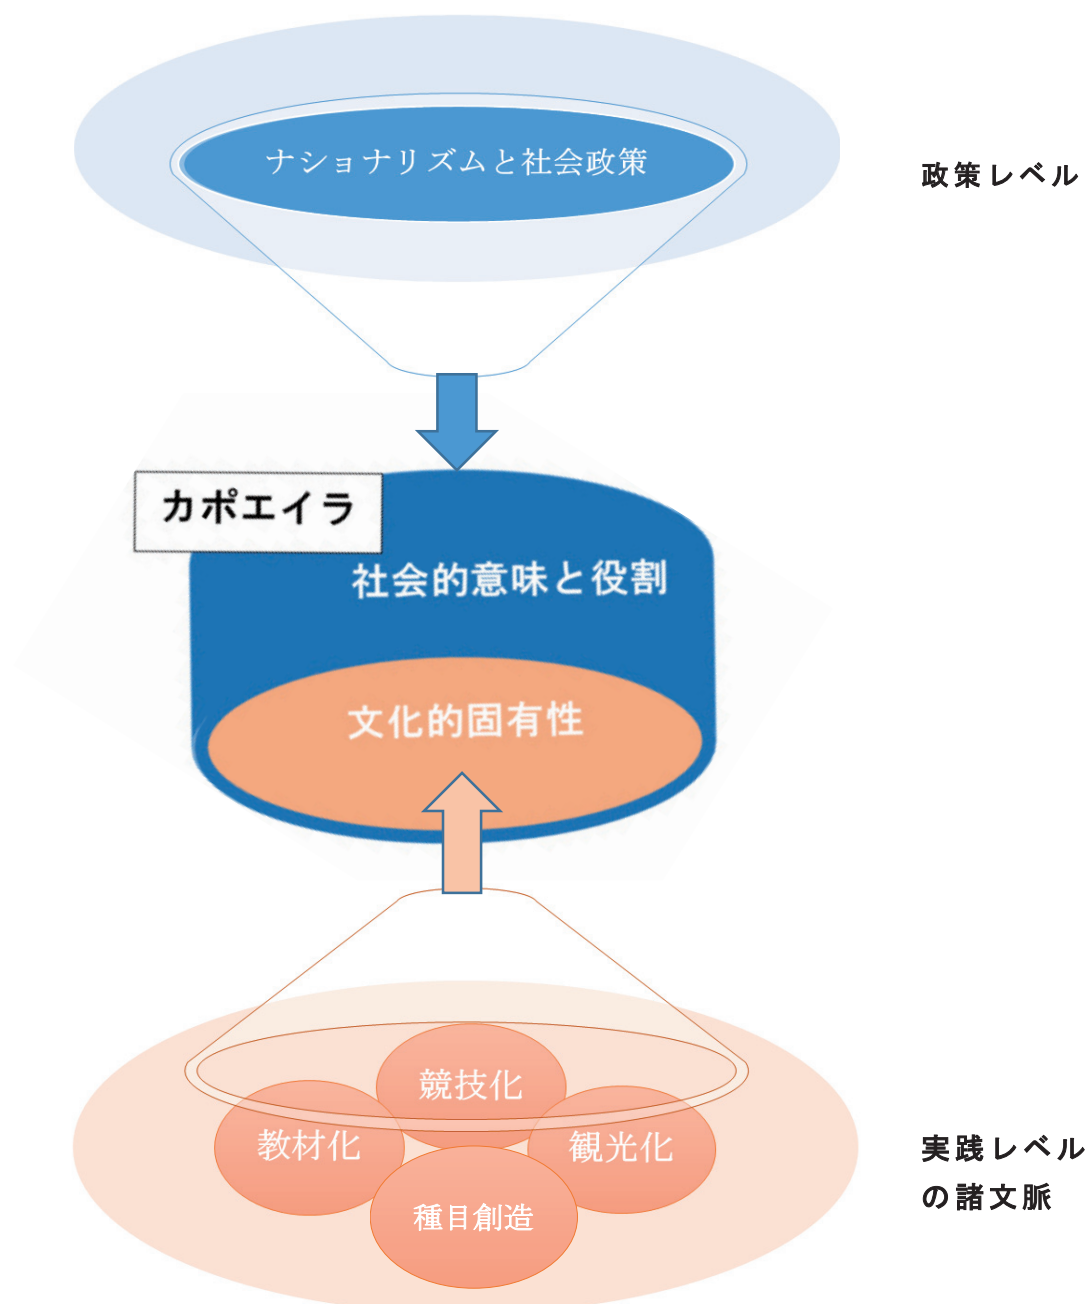 ナショナリズムと社会政策
政策レベル
カポエイラ
社会的意味と役割
文化的固有性
競技化
教材化
観光化
種目創造
実践レベル
の諸文脈